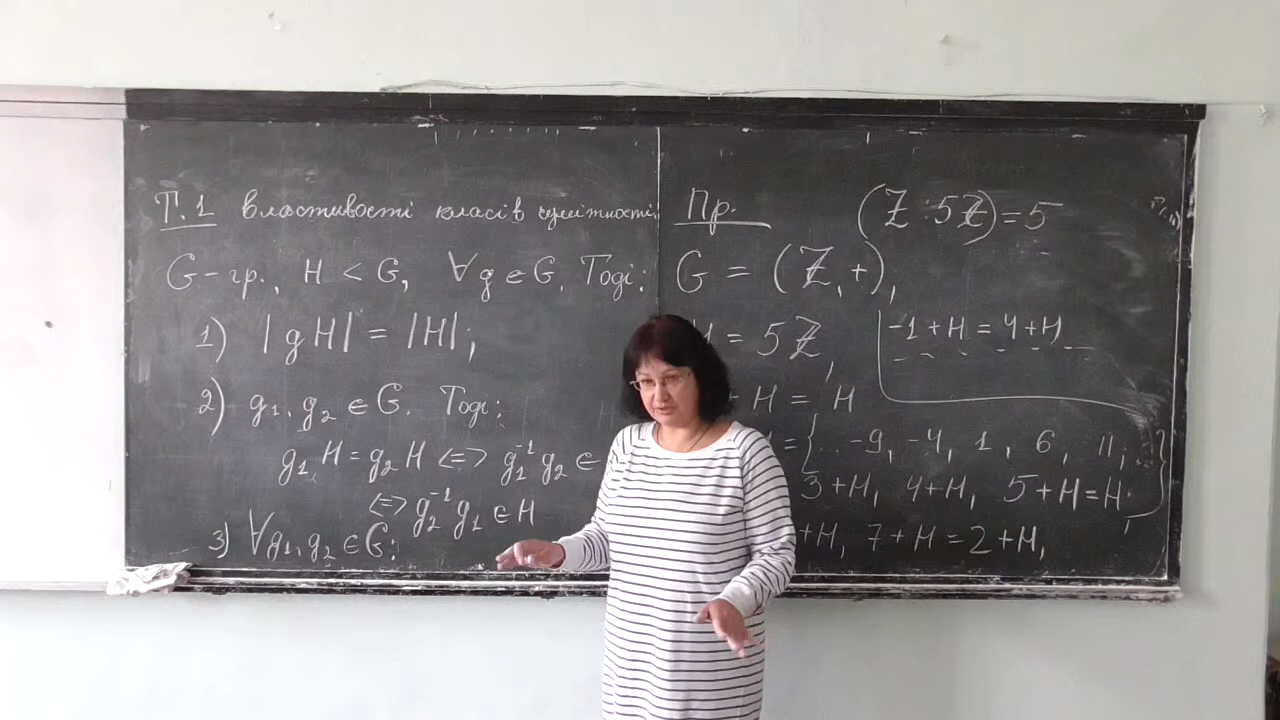 Т.1 Властивості класів суміжності.
G – гр., H < G, ∀g ∈ G. Тоді:
1) |gH| = |H|;
2) g₁, g₂ ∈ G. Тоді:
g₁H = g₂H <=> g₁⁻¹g₂ ∈
<=> g₂⁻¹g₁ ∈ H
3) ∀g₁, g₂ ∈ G:
Пр. (ℤ : 5ℤ) = 5
G = (ℤ, +),
= 5ℤ,
-1 + H = 4 + H
H = H
= {... -9, -4, 1, 6, 11, ...}
3+H, 4+H, 5+H = H,
+H, 7+H = 2+H,